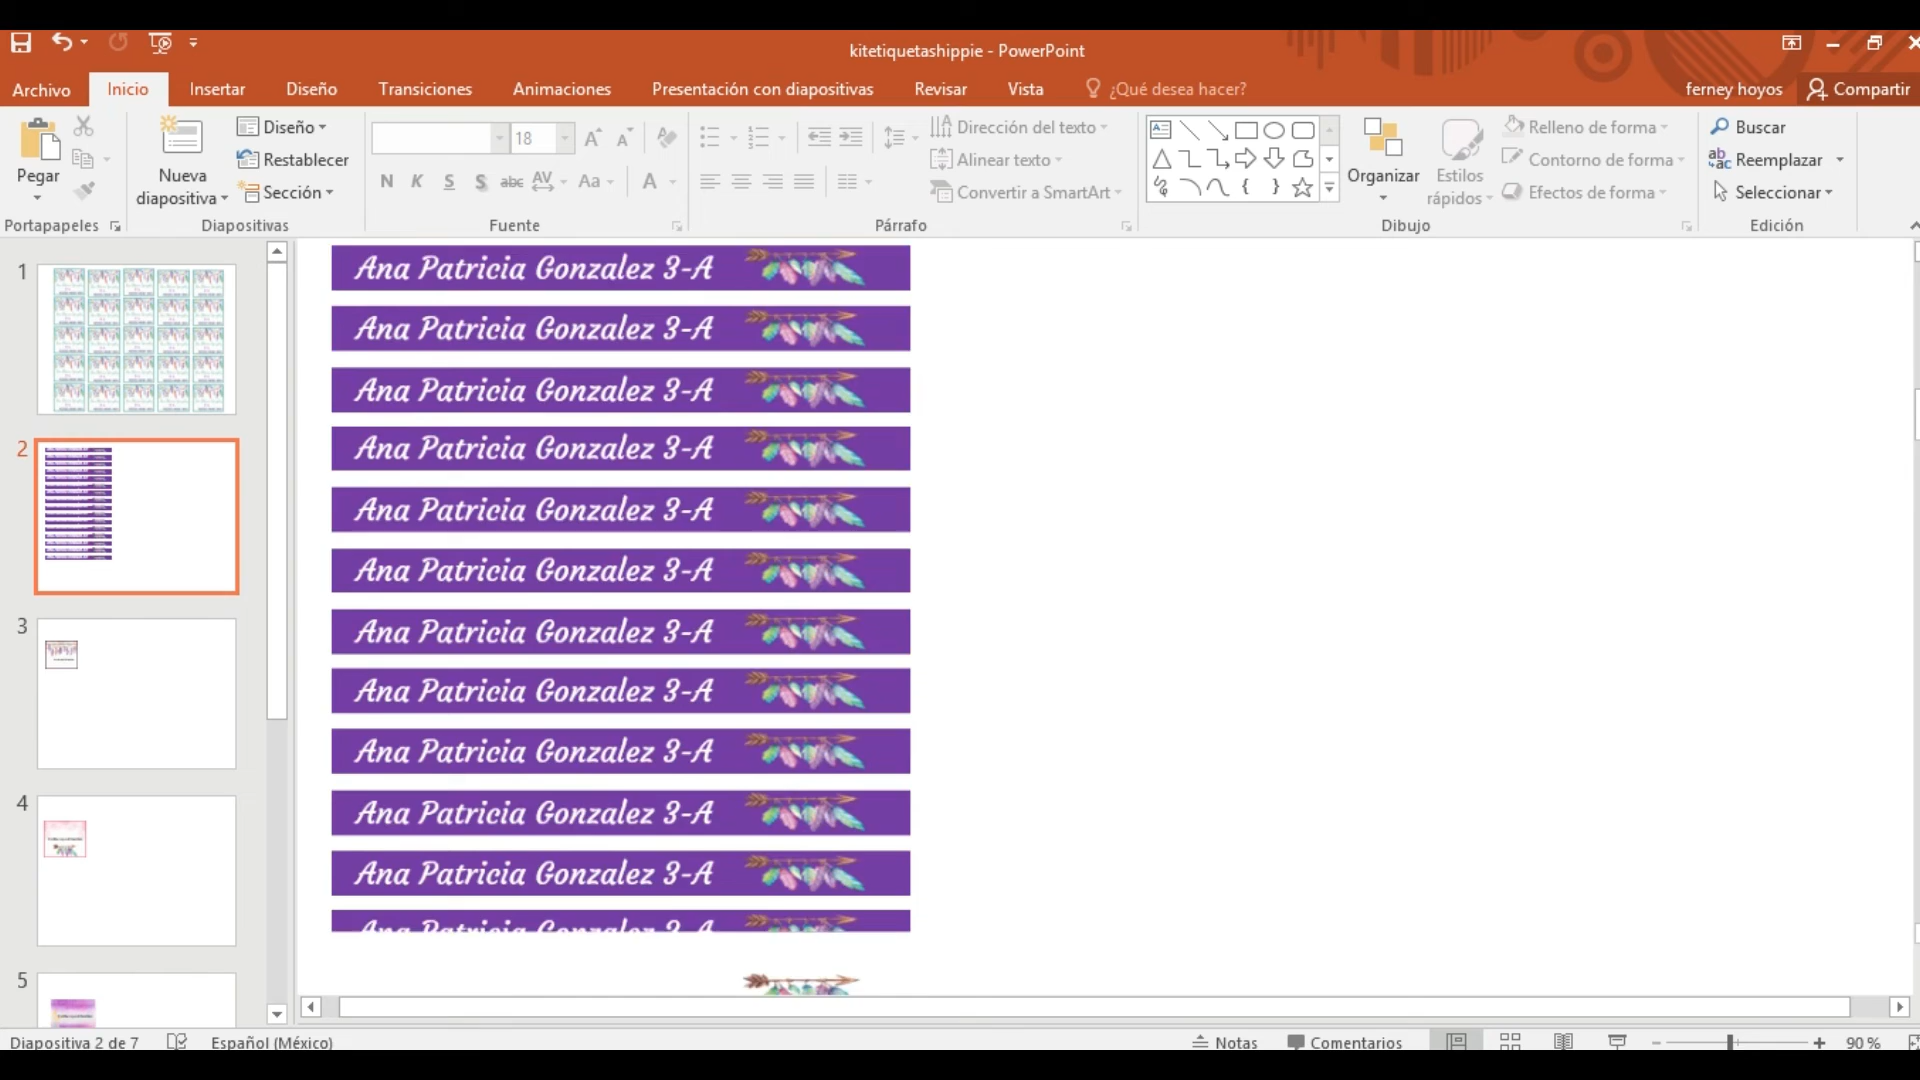 kitetiquetashippie - PowerPoint
Archivo Inicio Insertar Diseño Transiciones Animaciones Presentación con diapositivas Revisar Vista ¿Qué desea hacer? ferney hoyos Compartir
Pegar
Nueva diapositiva
Diseño
Restablecer
Sección
18
N K S S abc AV Aa A
Dirección del texto
Alinear texto
Convertir a SmartArt
Organizar
Estilos rápidos
Relleno de forma
Contorno de forma
Efectos de forma
Buscar
Reemplazar
Seleccionar
Portapapeles Diapositivas Fuente Párrafo Dibujo Edición
1
2
3
4
5
Ana Patricia Gonzalez 3-A
Ana Patricia Gonzalez 3-A
Ana Patricia Gonzalez 3-A
Ana Patricia Gonzalez 3-A
Ana Patricia Gonzalez 3-A
Ana Patricia Gonzalez 3-A
Ana Patricia Gonzalez 3-A
Ana Patricia Gonzalez 3-A
Ana Patricia Gonzalez 3-A
Ana Patricia Gonzalez 3-A
Ana Patricia Gonzalez 3-A
Ana Patricia Gonzalez 3-A
Diapositiva 2 de 7 Español (México) Notas Comentarios 90 %